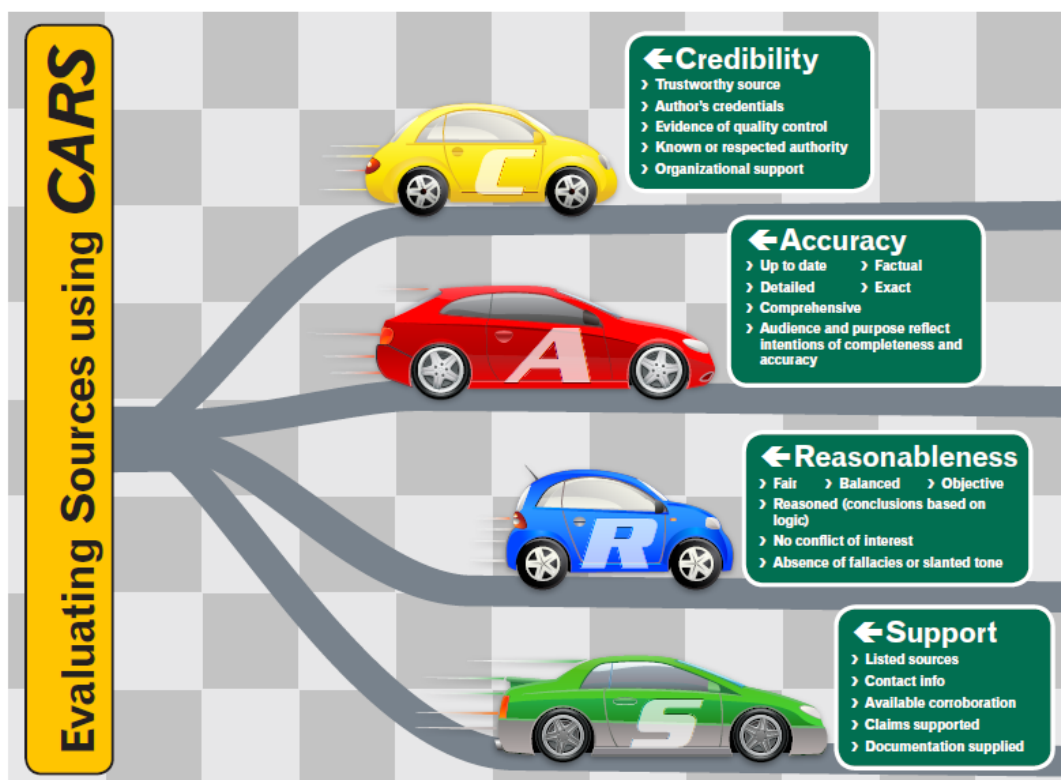 Evaluating Sources using CARS
C
←Credibility
› Trustworthy source
› Author's credentials
› Evidence of quality control
› Known or respected authority
› Organizational support
A
←Accuracy
› Up to date › Factual
› Detailed › Exact
› Comprehensive
› Audience and purpose reflect
intentions of completeness and
accuracy
R
←Reasonableness
› Fair › Balanced › Objective
› Reasoned (conclusions based on
logic)
› No conflict of interest
› Absence of fallacies or slanted tone
S
←Support
› Listed sources
› Contact info
› Available corroboration
› Claims supported
› Documentation supplied